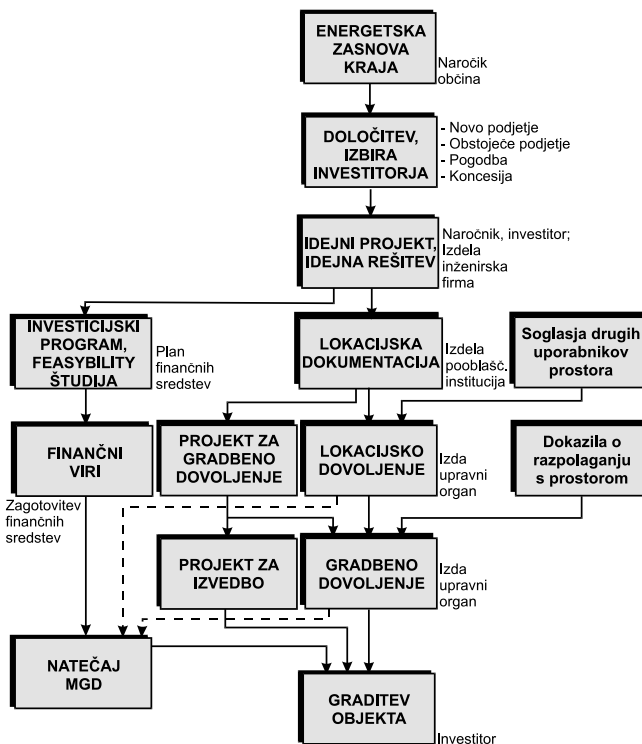 ENERGETSKA
ZASNOVA
KRAJA
Naročik
občina
DOLOČITEV,
IZBIRA
INVESTITORJA
- Novo podjetje
- Obstoječe podjetje
- Pogodba
- Koncesija
IDEJNI PROJEKT,
IDEJNA REŠITEV
Naročnik, investitor;
Izdela
inženirska
firma
INVESTICIJSKI
PROGRAM,
FEASYBILITY
ŠTUDIJA
Plan
finančnih
sredstev
LOKACIJSKA
DOKUMENTACIJA
Izdela
pooblašč.
institucija
Soglasja drugih
uporabnikov
prostora
FINANČNI
VIRI
Zagotovitev
finančnih
sredstev
PROJEKT ZA
GRADBENO
DOVOLJENJE
LOKACIJSKO
DOVOLJENJE
Izda
upravni
organ
Dokazila o
razpolaganju
s prostorom
PROJEKT ZA
IZVEDBO
GRADBENO
DOVOLJENJE
Izda
upravni
organ
NATEČAJ
MGD
GRADITEV
OBJEKTA
Investitor